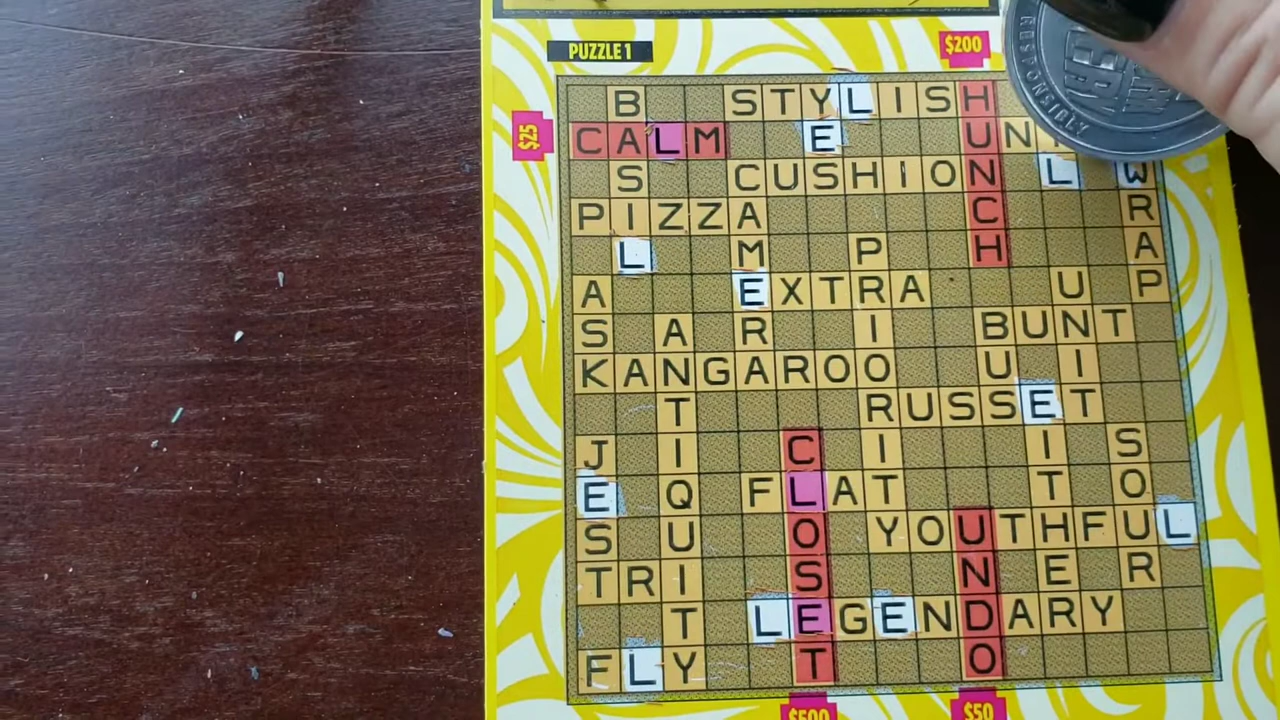 PUZZLE 1
$200
$25
B STYLISH
CALM E UN
S CUSHION L W
PIZZA C R
L M P H A
A EXTRA U P
S A R I BUNT
KANGAROO U I
T RUSSET
J I C I I S
E Q FLAT T O
S U O YOUTHFUL
TRI S N E R
T LEGENDARY
FLY T O
$500
$50